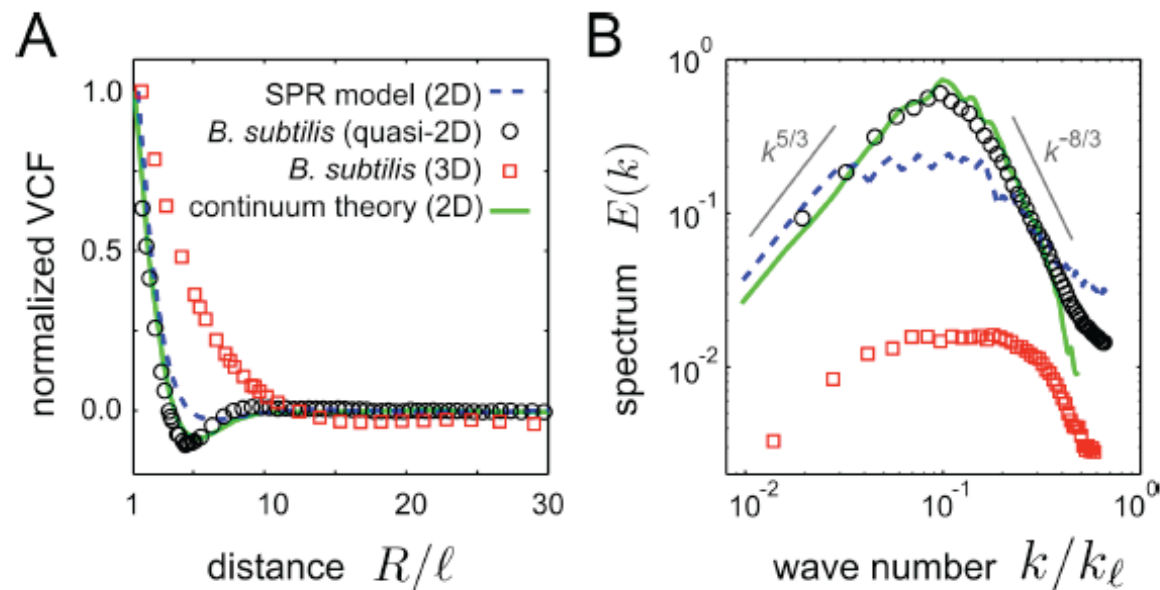 A
normalized VCF
1.0
0.5
0.0
SPR model (2D)
B. subtilis (quasi-2D)
B. subtilis (3D)
continuum theory (2D)
1 10 20 30
distance R/ℓ
B
spectrum E(k)
10⁰
10⁻¹
10⁻²
k⁵/³
k⁻⁸/³
10⁻² 10⁻¹ 10⁰
wave number k/kℓ